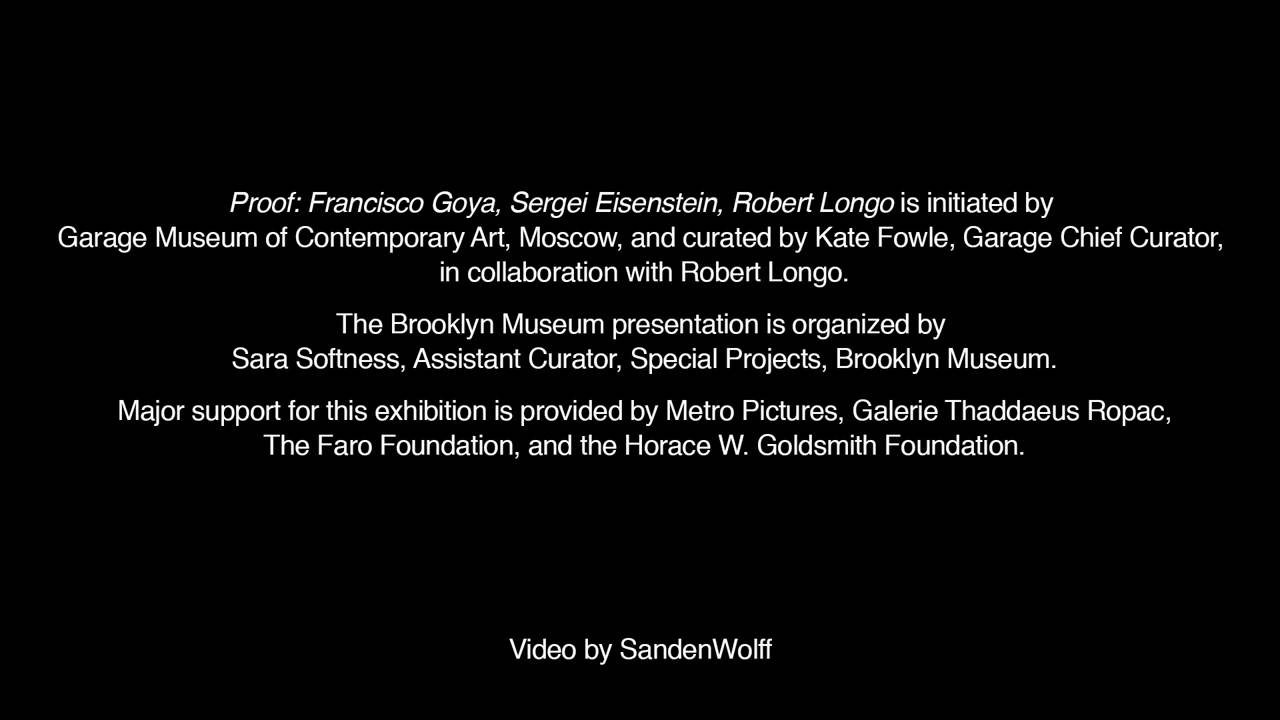 Proof: Francisco Goya, Sergei Eisenstein, Robert Longo is initiated by
Garage Museum of Contemporary Art, Moscow, and curated by Kate Fowle, Garage Chief Curator,
in collaboration with Robert Longo.
The Brooklyn Museum presentation is organized by
Sara Softness, Assistant Curator, Special Projects, Brooklyn Museum.
Major support for this exhibition is provided by Metro Pictures, Galerie Thaddaeus Ropac,
The Faro Foundation, and the Horace W. Goldsmith Foundation.
Video by SandenWolff